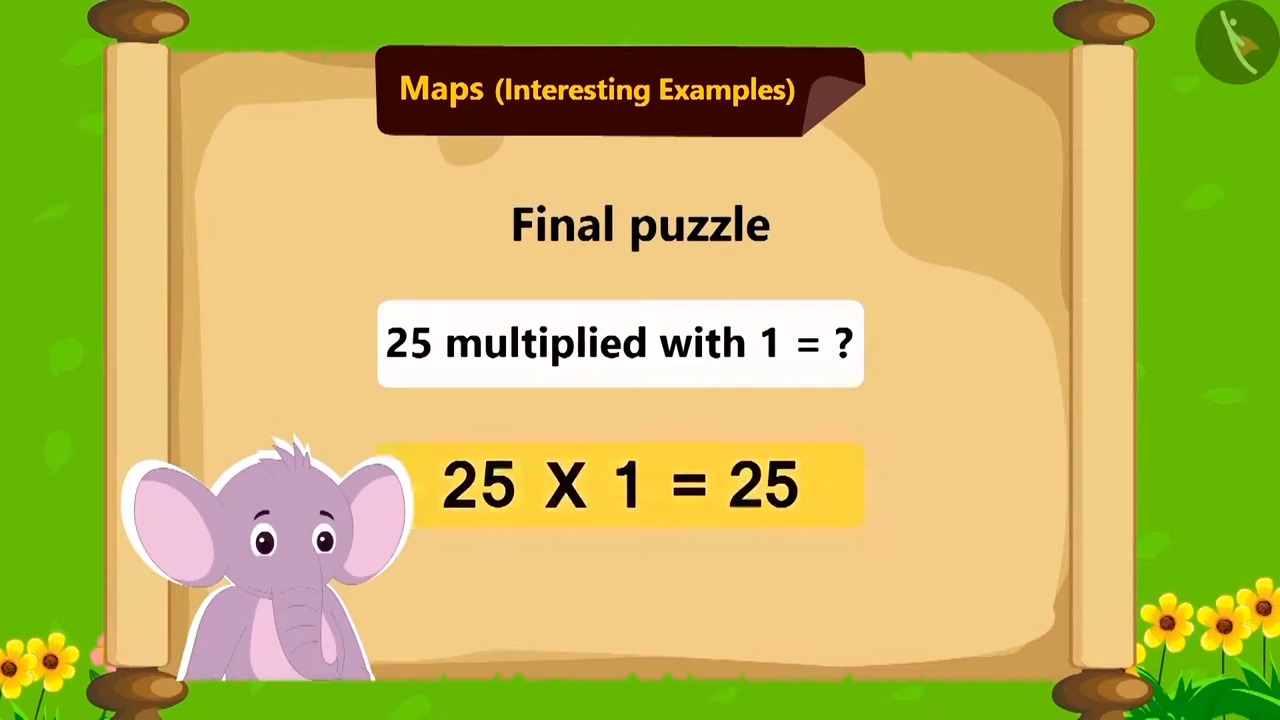 Maps (Interesting Examples)
Final puzzle
25 multiplied with 1 = ?
25 X 1 = 25